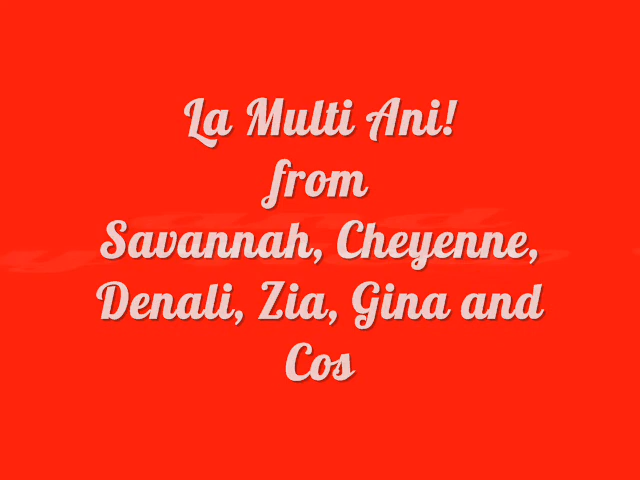 La Multi Ani!
from
Savannah, Cheyenne,
Denali, Zia, Gina and
Cos